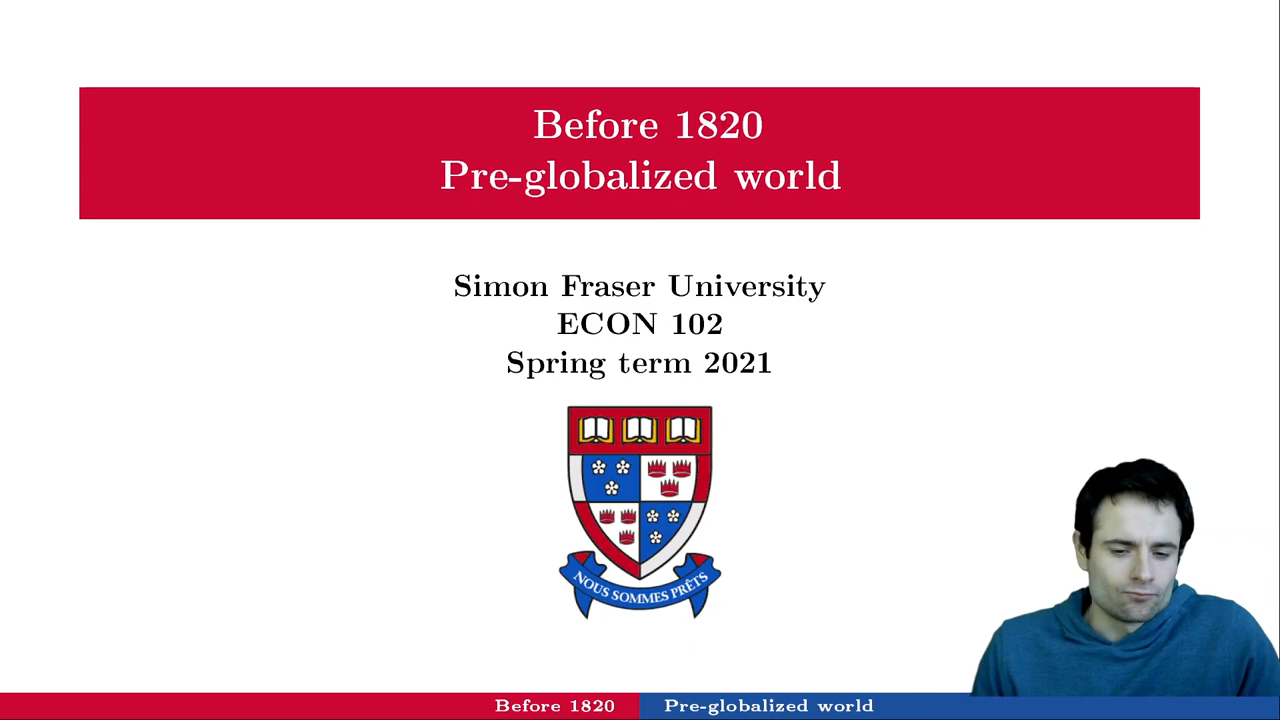 Before 1820
Pre-globalized world
Simon Fraser University
ECON 102
Spring term 2021
NOUS SOMMES PRÊTS
Before 1820
Pre-globalized world